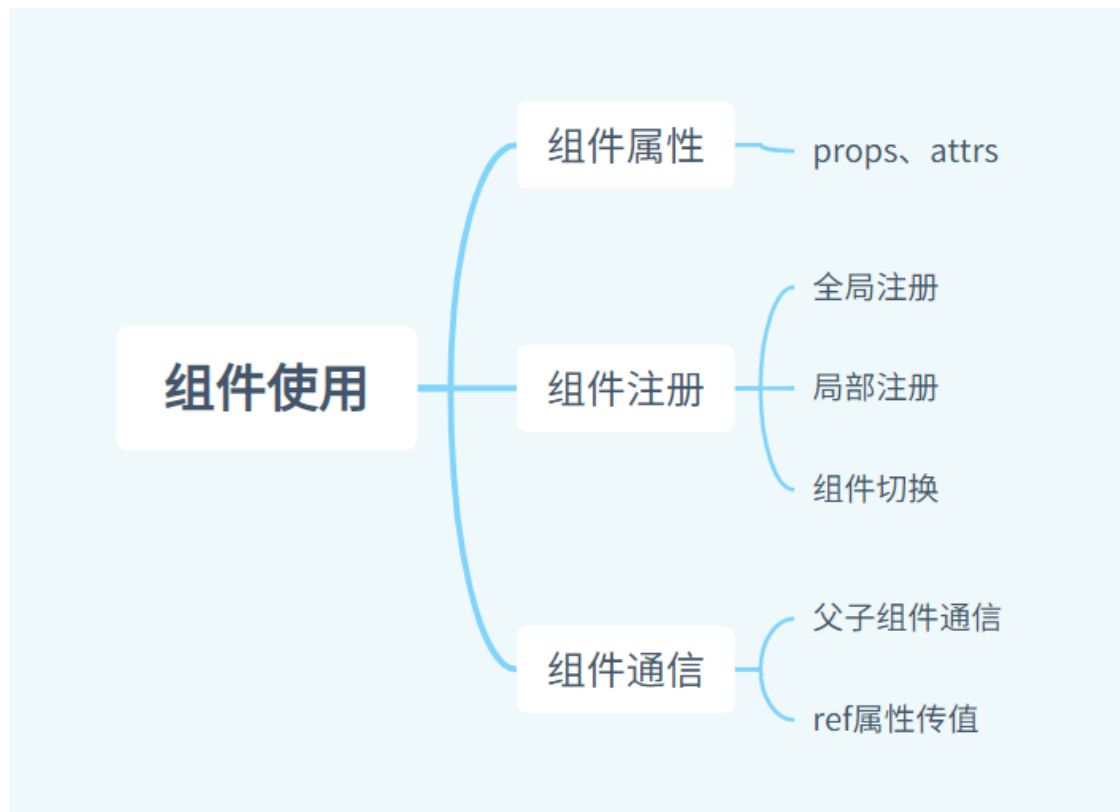 组件使用
组件属性
props、attrs
组件注册
全局注册
局部注册
组件切换
组件通信
父子组件通信
ref属性传值